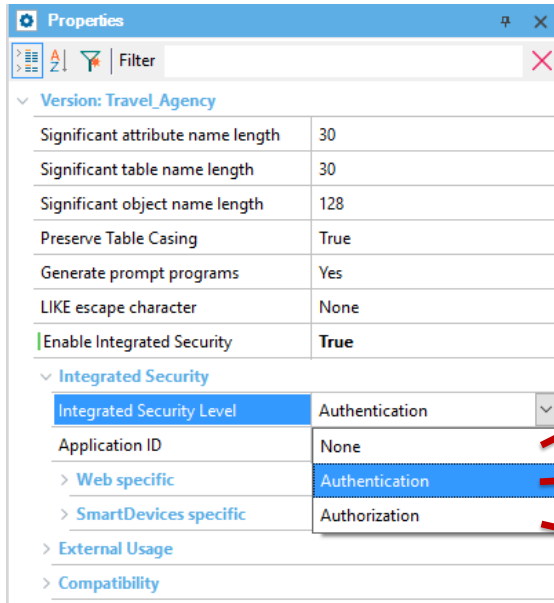 Properties
Filter
Version: Travel_Agency
Significant attribute name length 30
Significant table name length 30
Significant object name length 128
Preserve Table Casing True
Generate prompt programs Yes
LIKE escape character None
Enable Integrated Security True
Integrated Security
Integrated Security Level Authentication
Application ID None
Web specific Authentication
SmartDevices specific Authorization
External Usage
Compatibility